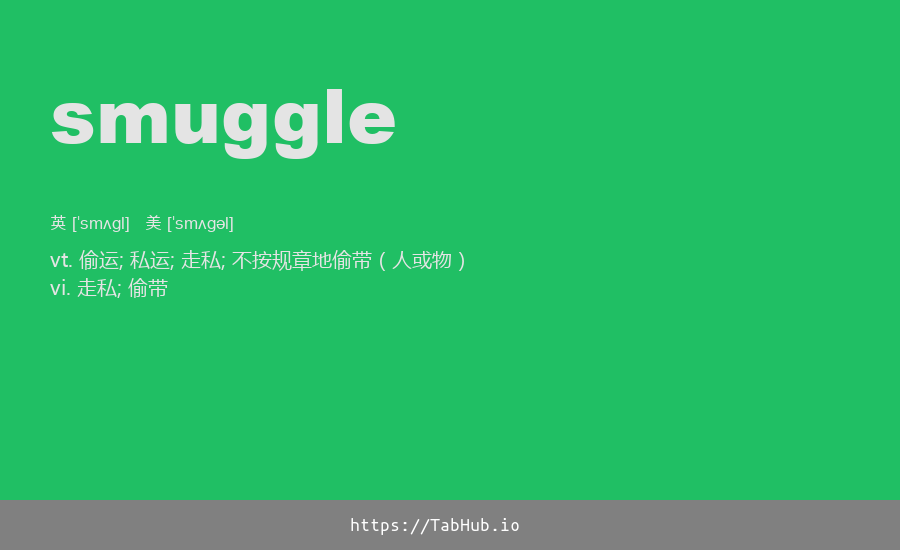 smuggle
英 [ˈsmʌgl] 美 [ˈsmʌgəl]
vt. 偷运; 私运; 走私; 不按规章地偷带 ( 人或物 )
vi. 走私; 偷带
https://TabHub.io